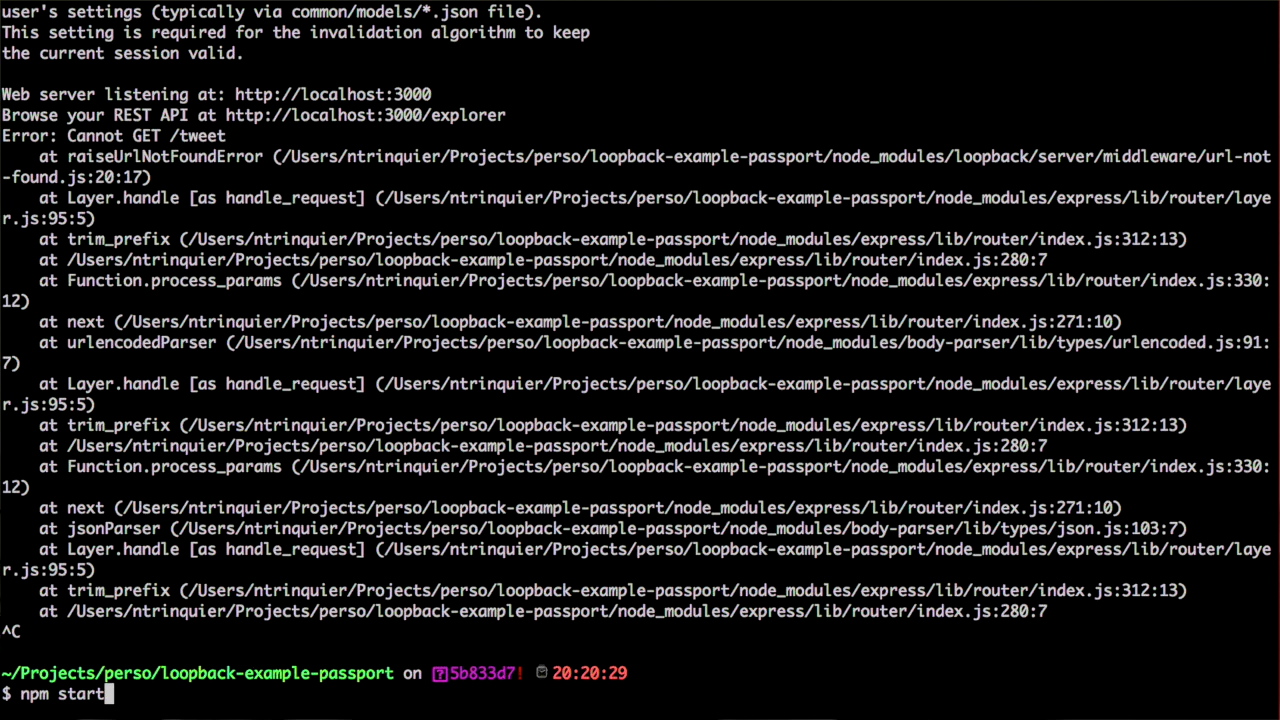 user's settings (typically via common/models/*.json file).
This setting is required for the invalidation algorithm to keep
the current session valid.
Web server listening at: http://localhost:3000
Browse your REST API at http://localhost:3000/explorer
Error: Cannot GET /tweet
    at raiseUrlNotFoundError (/Users/ntrinquier/Projects/perso/loopback-example-passport/node_modules/loopback/server/middleware/url-not
-found.js:20:17)
    at Layer.handle [as handle_request] (/Users/ntrinquier/Projects/perso/loopback-example-passport/node_modules/express/lib/router/laye
r.js:95:5)
    at trim_prefix (/Users/ntrinquier/Projects/perso/loopback-example-passport/node_modules/express/lib/router/index.js:312:13)
    at /Users/ntrinquier/Projects/perso/loopback-example-passport/node_modules/express/lib/router/index.js:280:7
    at Function.process_params (/Users/ntrinquier/Projects/perso/loopback-example-passport/node_modules/express/lib/router/index.js:330:
12)
    at next (/Users/ntrinquier/Projects/perso/loopback-example-passport/node_modules/express/lib/router/index.js:271:10)
    at urlencodedParser (/Users/ntrinquier/Projects/perso/loopback-example-passport/node_modules/body-parser/lib/types/urlencoded.js:91:
7)
    at Layer.handle [as handle_request] (/Users/ntrinquier/Projects/perso/loopback-example-passport/node_modules/express/lib/router/laye
r.js:95:5)
    at trim_prefix (/Users/ntrinquier/Projects/perso/loopback-example-passport/node_modules/express/lib/router/index.js:312:13)
    at /Users/ntrinquier/Projects/perso/loopback-example-passport/node_modules/express/lib/router/index.js:280:7
    at Function.process_params (/Users/ntrinquier/Projects/perso/loopback-example-passport/node_modules/express/lib/router/index.js:330:
12)
    at next (/Users/ntrinquier/Projects/perso/loopback-example-passport/node_modules/express/lib/router/index.js:271:10)
    at jsonParser (/Users/ntrinquier/Projects/perso/loopback-example-passport/node_modules/body-parser/lib/types/json.js:103:7)
    at Layer.handle [as handle_request] (/Users/ntrinquier/Projects/perso/loopback-example-passport/node_modules/express/lib/router/laye
r.js:95:5)
    at trim_prefix (/Users/ntrinquier/Projects/perso/loopback-example-passport/node_modules/express/lib/router/index.js:312:13)
    at /Users/ntrinquier/Projects/perso/loopback-example-passport/node_modules/express/lib/router/index.js:280:7
^C
~/Projects/perso/loopback-example-passport on 5b833d7! 20:20:29
$ npm start